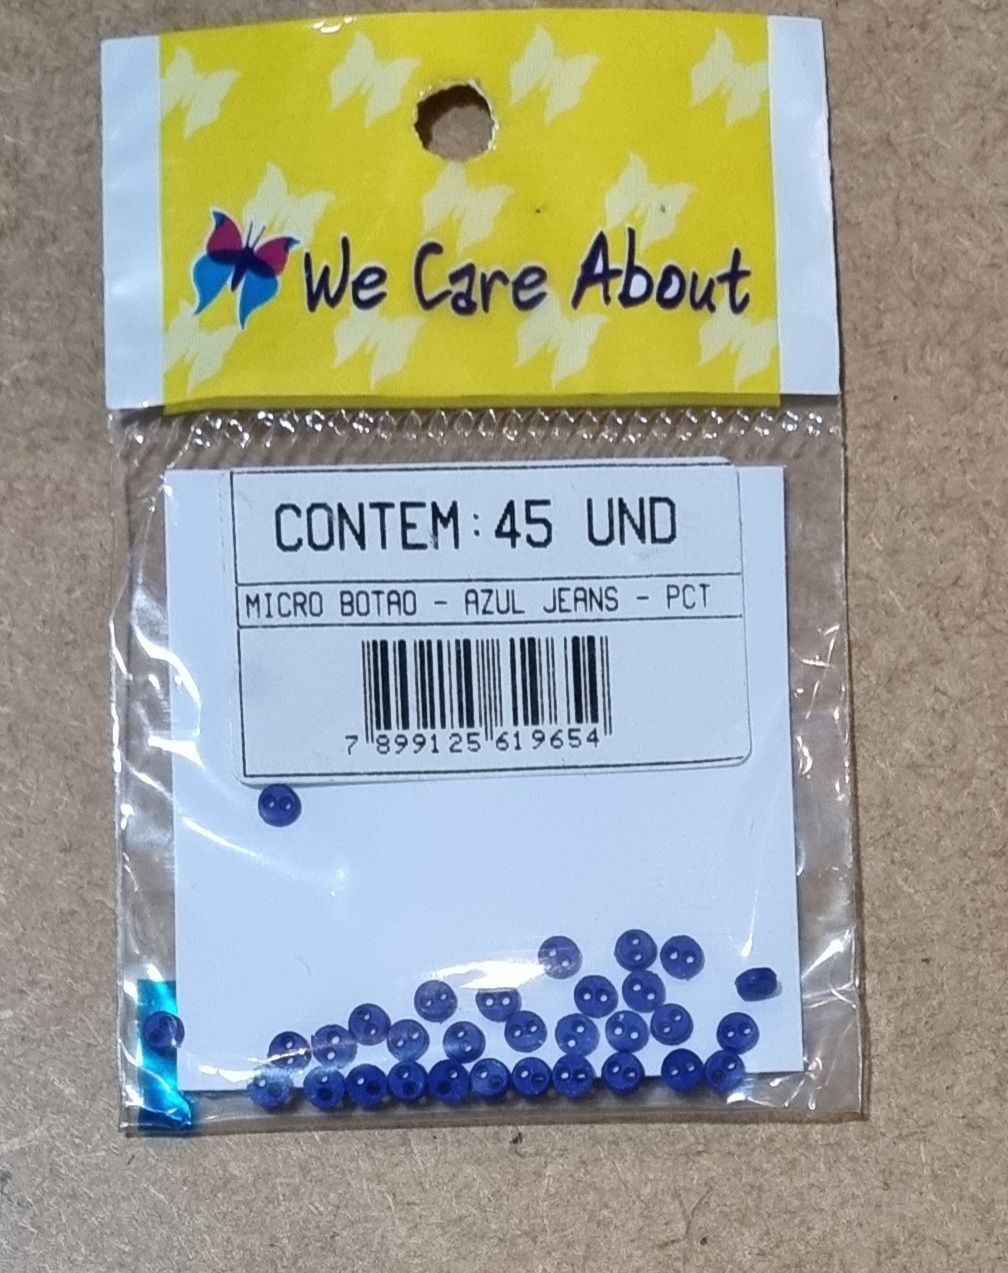 We Care About
CONTEM: 45 UND
MICRO BOTAO - AZUL JEANS - PCT
7 899125 619654